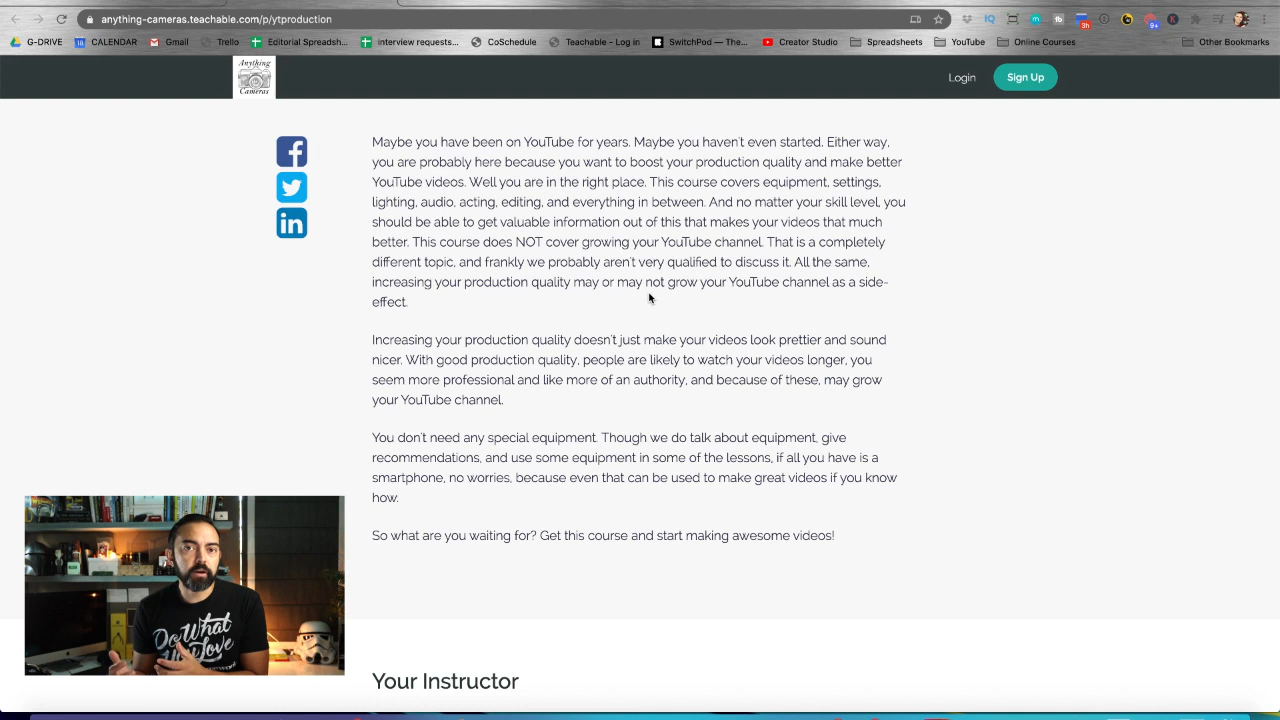 anything-cameras.teachable.com/p/ytproduction
G-DRIVE
CALENDAR
Gmail
Trello
Editorial Spreadsh...
interview requests...
CoSchedule
Teachable – Log in
SwitchPod — The...
Creator Studio
Spreadsheets
YouTube
Online Courses
Other Bookmarks
Anything
Cameras
Login
Sign Up
Maybe you have been on YouTube for years. Maybe you haven't even started. Either way,
you are probably here because you want to boost your production quality and make better
YouTube videos. Well you are in the right place. This course covers equipment, settings,
lighting, audio, acting, editing, and everything in between. And no matter your skill level, you
should be able to get valuable information out of this that makes your videos that much
better. This course does NOT cover growing your YouTube channel. That is a completely
different topic, and frankly we probably aren't very qualified to discuss it. All the same,
increasing your production quality may or may not grow your YouTube channel as a side-
effect.
Increasing your production quality doesn't just make your videos look prettier and sound
nicer. With good production quality, people are likely to watch your videos longer, you
seem more professional and like more of an authority, and because of these, may grow
your YouTube channel.
You don't need any special equipment. Though we do talk about equipment, give
recommendations, and use some equipment in some of the lessons, if all you have is a
smartphone, no worries, because even that can be used to make great videos if you know
how.
So what are you waiting for? Get this course and start making awesome videos!
Do What
You Love
Your Instructor